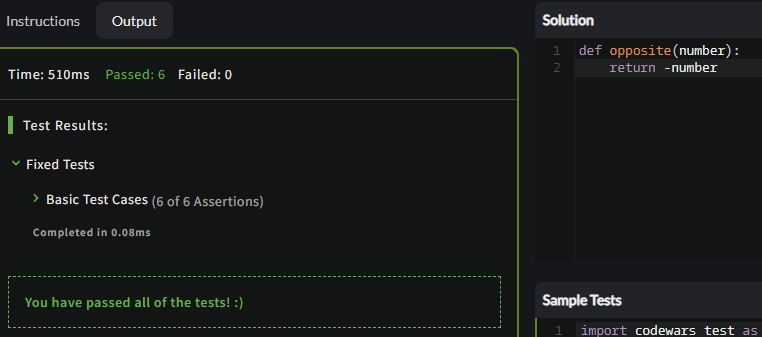 Instructions Output
Time: 510ms Passed: 6 Failed: 0
Test Results:
Fixed Tests
Basic Test Cases (6 of 6 Assertions)
Completed in 0.08ms
You have passed all of the tests! :)
Solution
1 def opposite(number):
2     return -number
Sample Tests
1 import codewars_test as